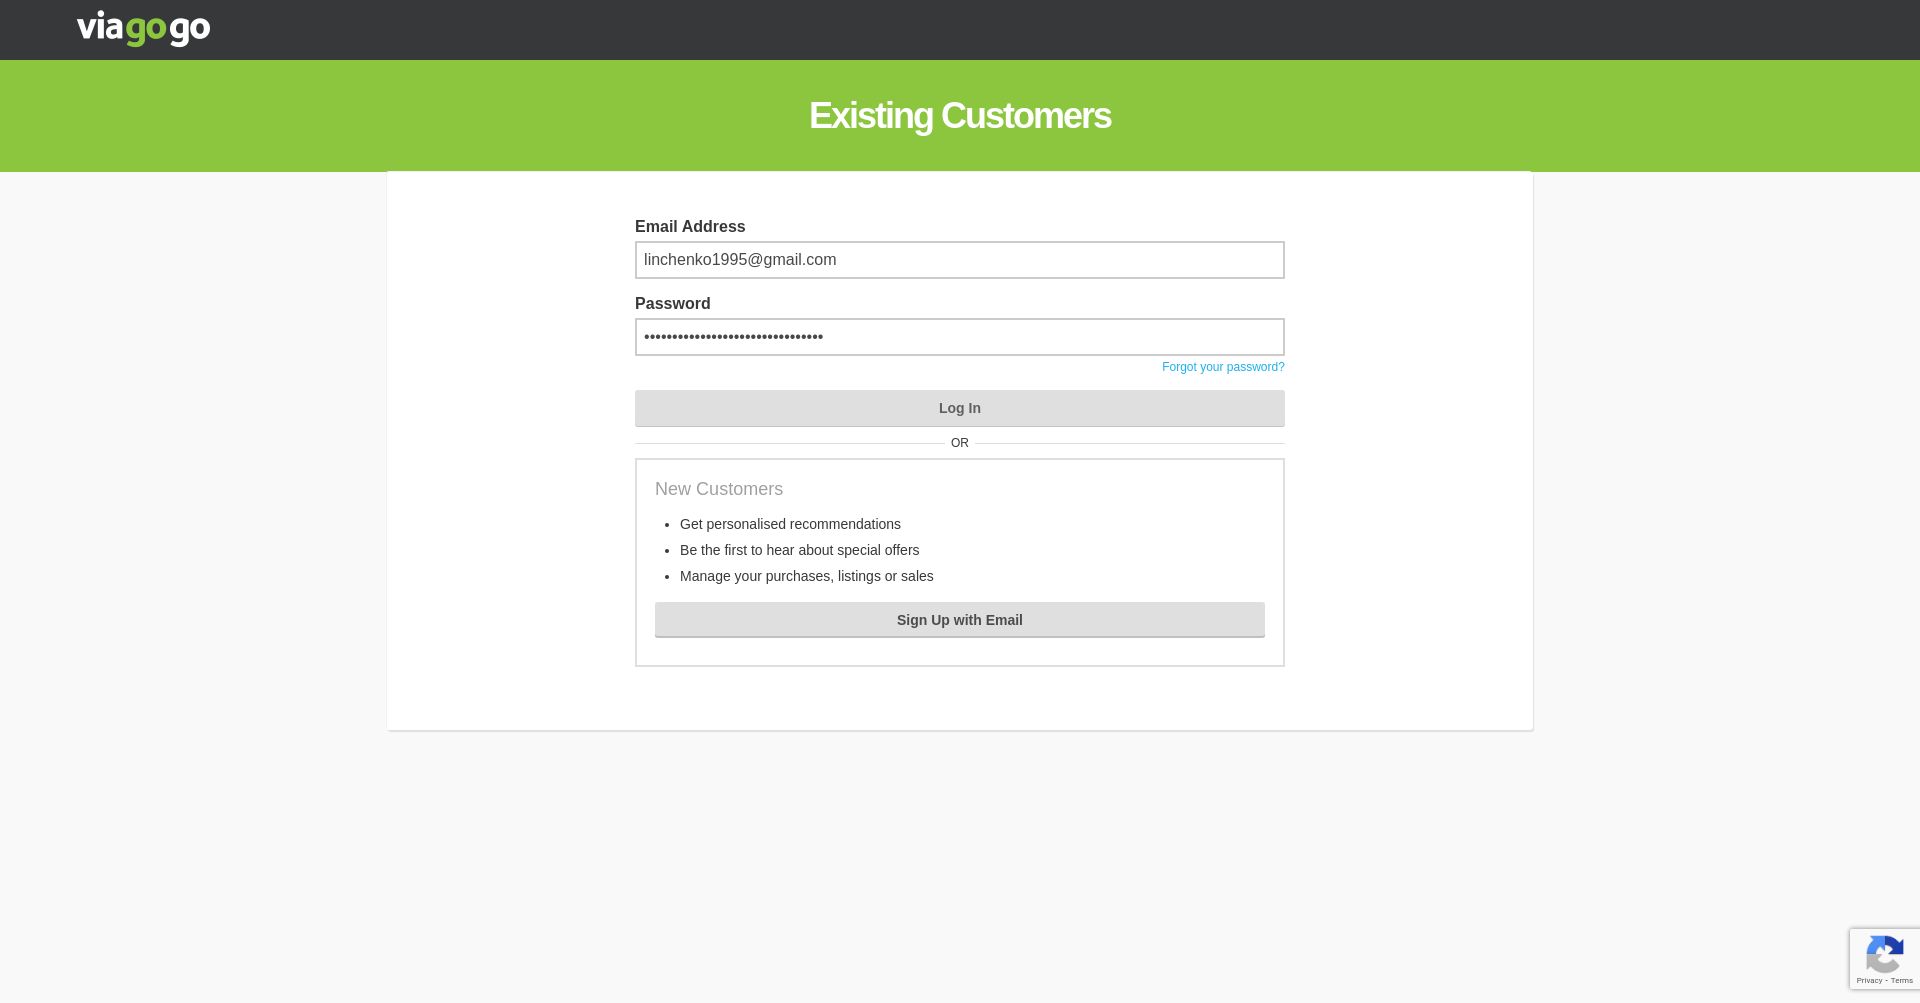 viagogo
Existing Customers
Email Address
linchenko1995@gmail.com
Password
••••••••••••••••••••••••••••••••
Forgot your password?
Log In
OR
New Customers
• Get personalised recommendations
• Be the first to hear about special offers
• Manage your purchases, listings or sales
Sign Up with Email
Privacy - Terms